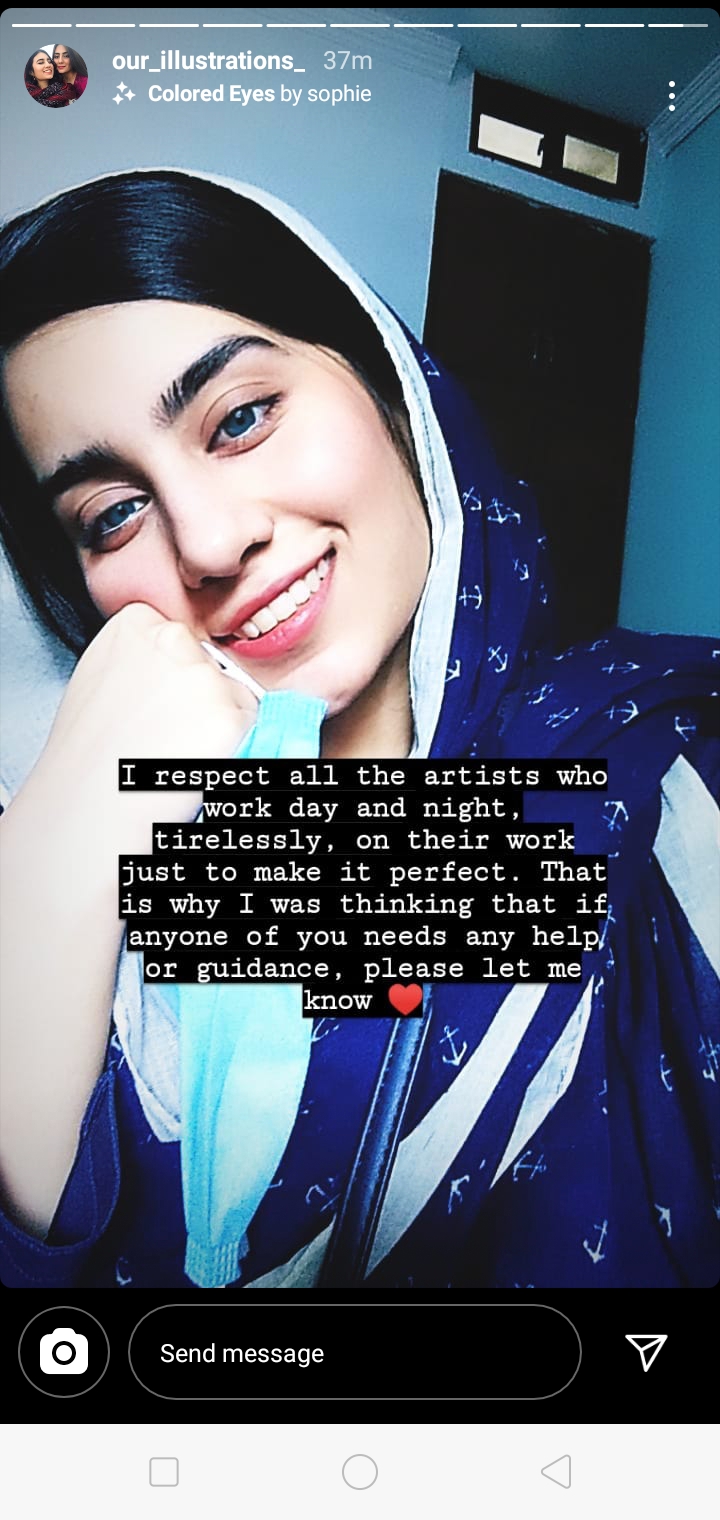 our_illustrations_ 37m
Colored Eyes by sophie
I respect all the artists who
work day and night,
tirelessly, on their work
just to make it perfect. That
is why I was thinking that if
anyone of you needs any help
or guidance, please let me
know ❤️
Send message